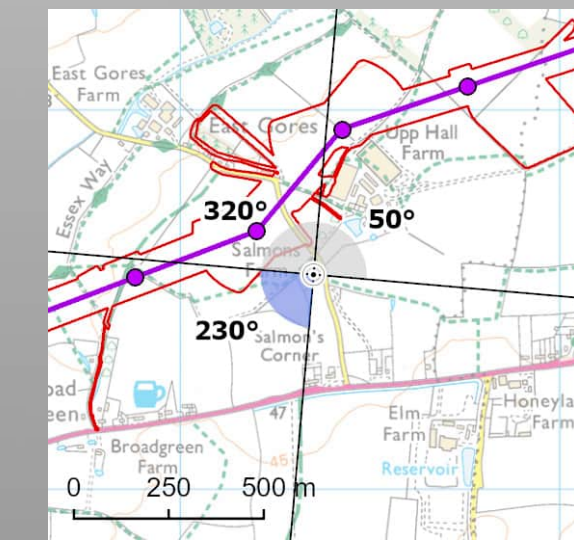 East Gores
Farm
East Gores
Upp Hall
Farm
Essex Way
320°
50°
Salmons
230°
Salmon's
Corner
47
Elm
Farm
Honeyla
Farm
Broadgreen
Farm
45
Reservoir
0 250 500 m